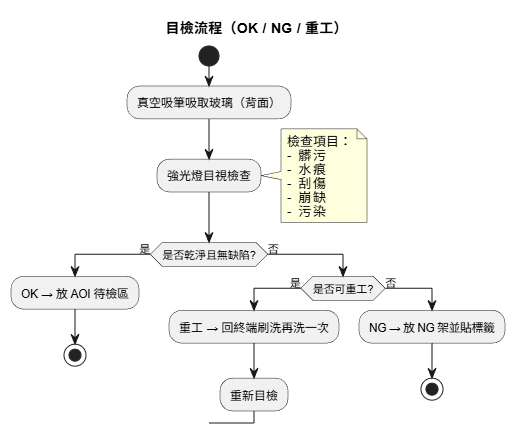 目檢流程（OK / NG / 重工）
真空吸筆吸取玻璃（背面）
檢查項目：
- 髒污
- 水痕
- 刮傷
- 崩缺
- 污染
強光燈目視檢查
是
是否乾淨且無缺陷?
否
OK → 放 AOI 待檢區
是
是否可重工?
否
重工 → 回終端刷洗再洗一次
NG → 放 NG 架並貼標籤
重新目檢